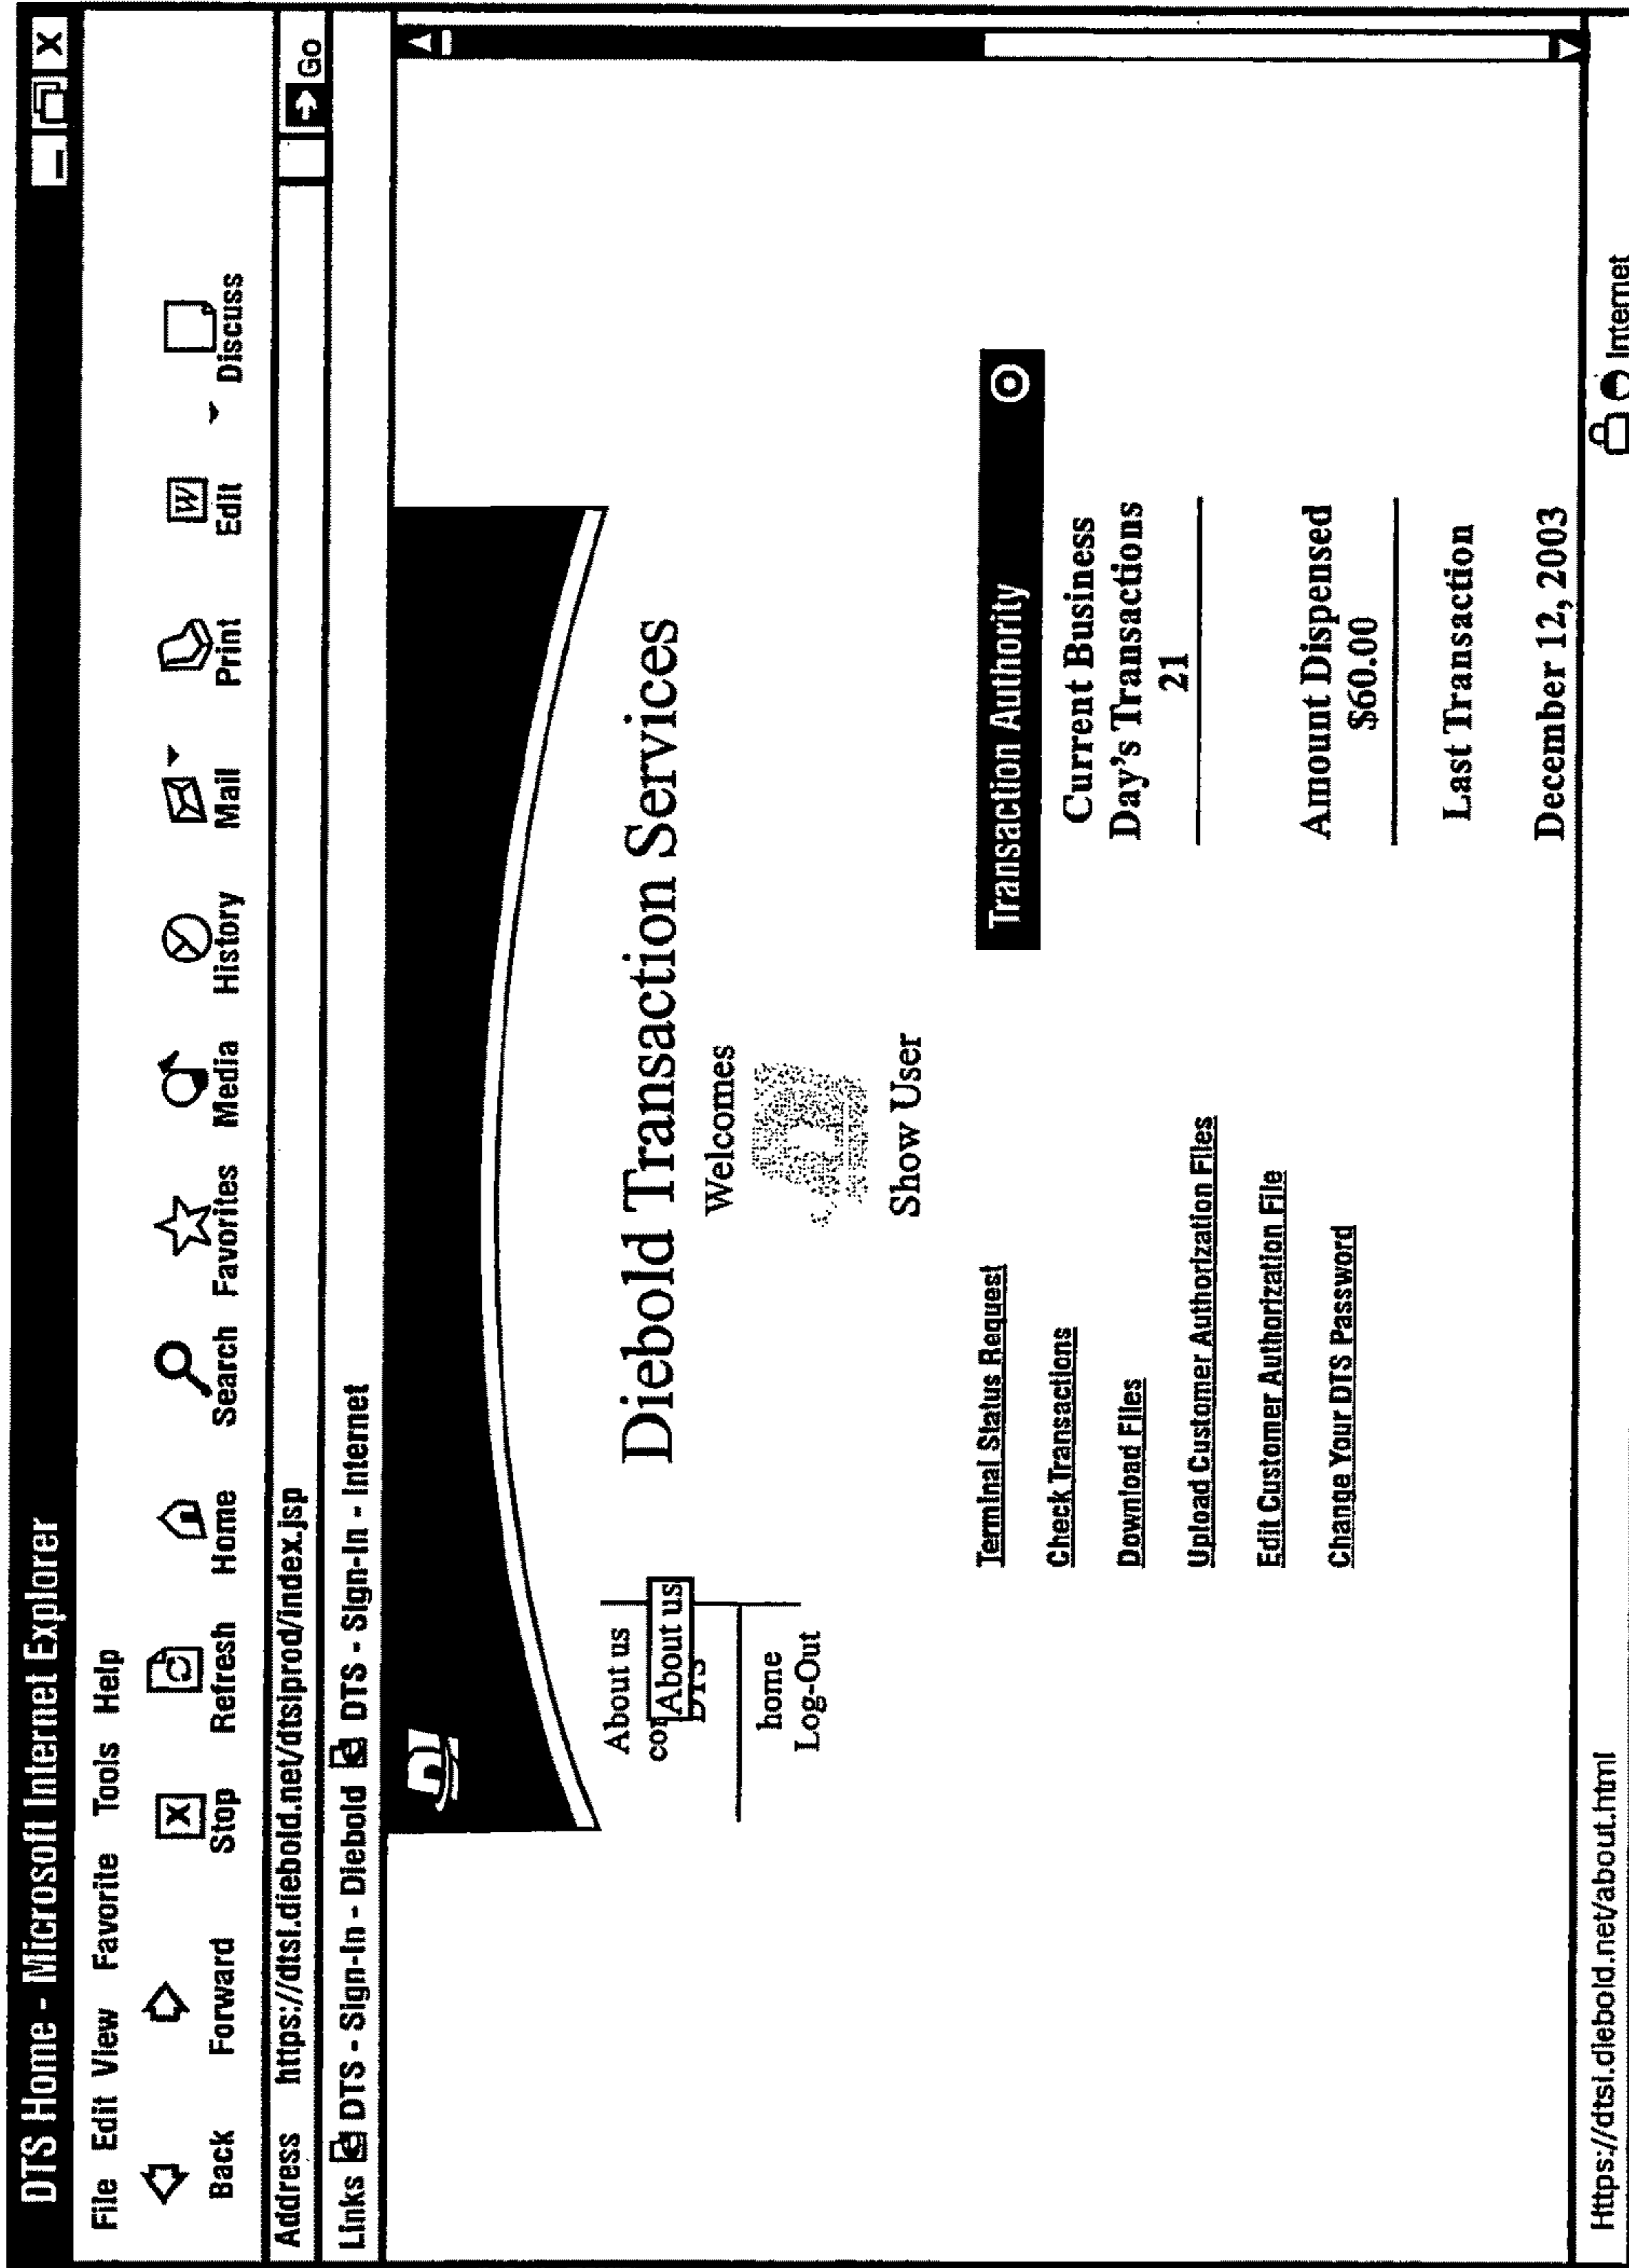 DTS Home - Microsoft Internet Explorer
File Edit View Favorite Tools Help
Back Forward Stop Refresh Home Search Favorites Media History Mail Print Edit Discuss
Address https://dtsl.diebold.net/dtslprod/index.jsp Go
Links DTS - Sign-In - Diebold DTS - Sign-In - Internet
Diebold Transaction Services
About us
About us
DTS
home
Log-Out
Welcomes
Show User
Terminal Status Request
Check Transactions
Download Files
Upload Customer Authorization Files
Edit Customer Authorization File
Change Your DTS Password
Transaction Authority
Current Business
Day's Transactions
21
Amount Dispensed
$60.00
Last Transaction
December 12, 2003
Https://dtsl.diebold.net/about.html Internet